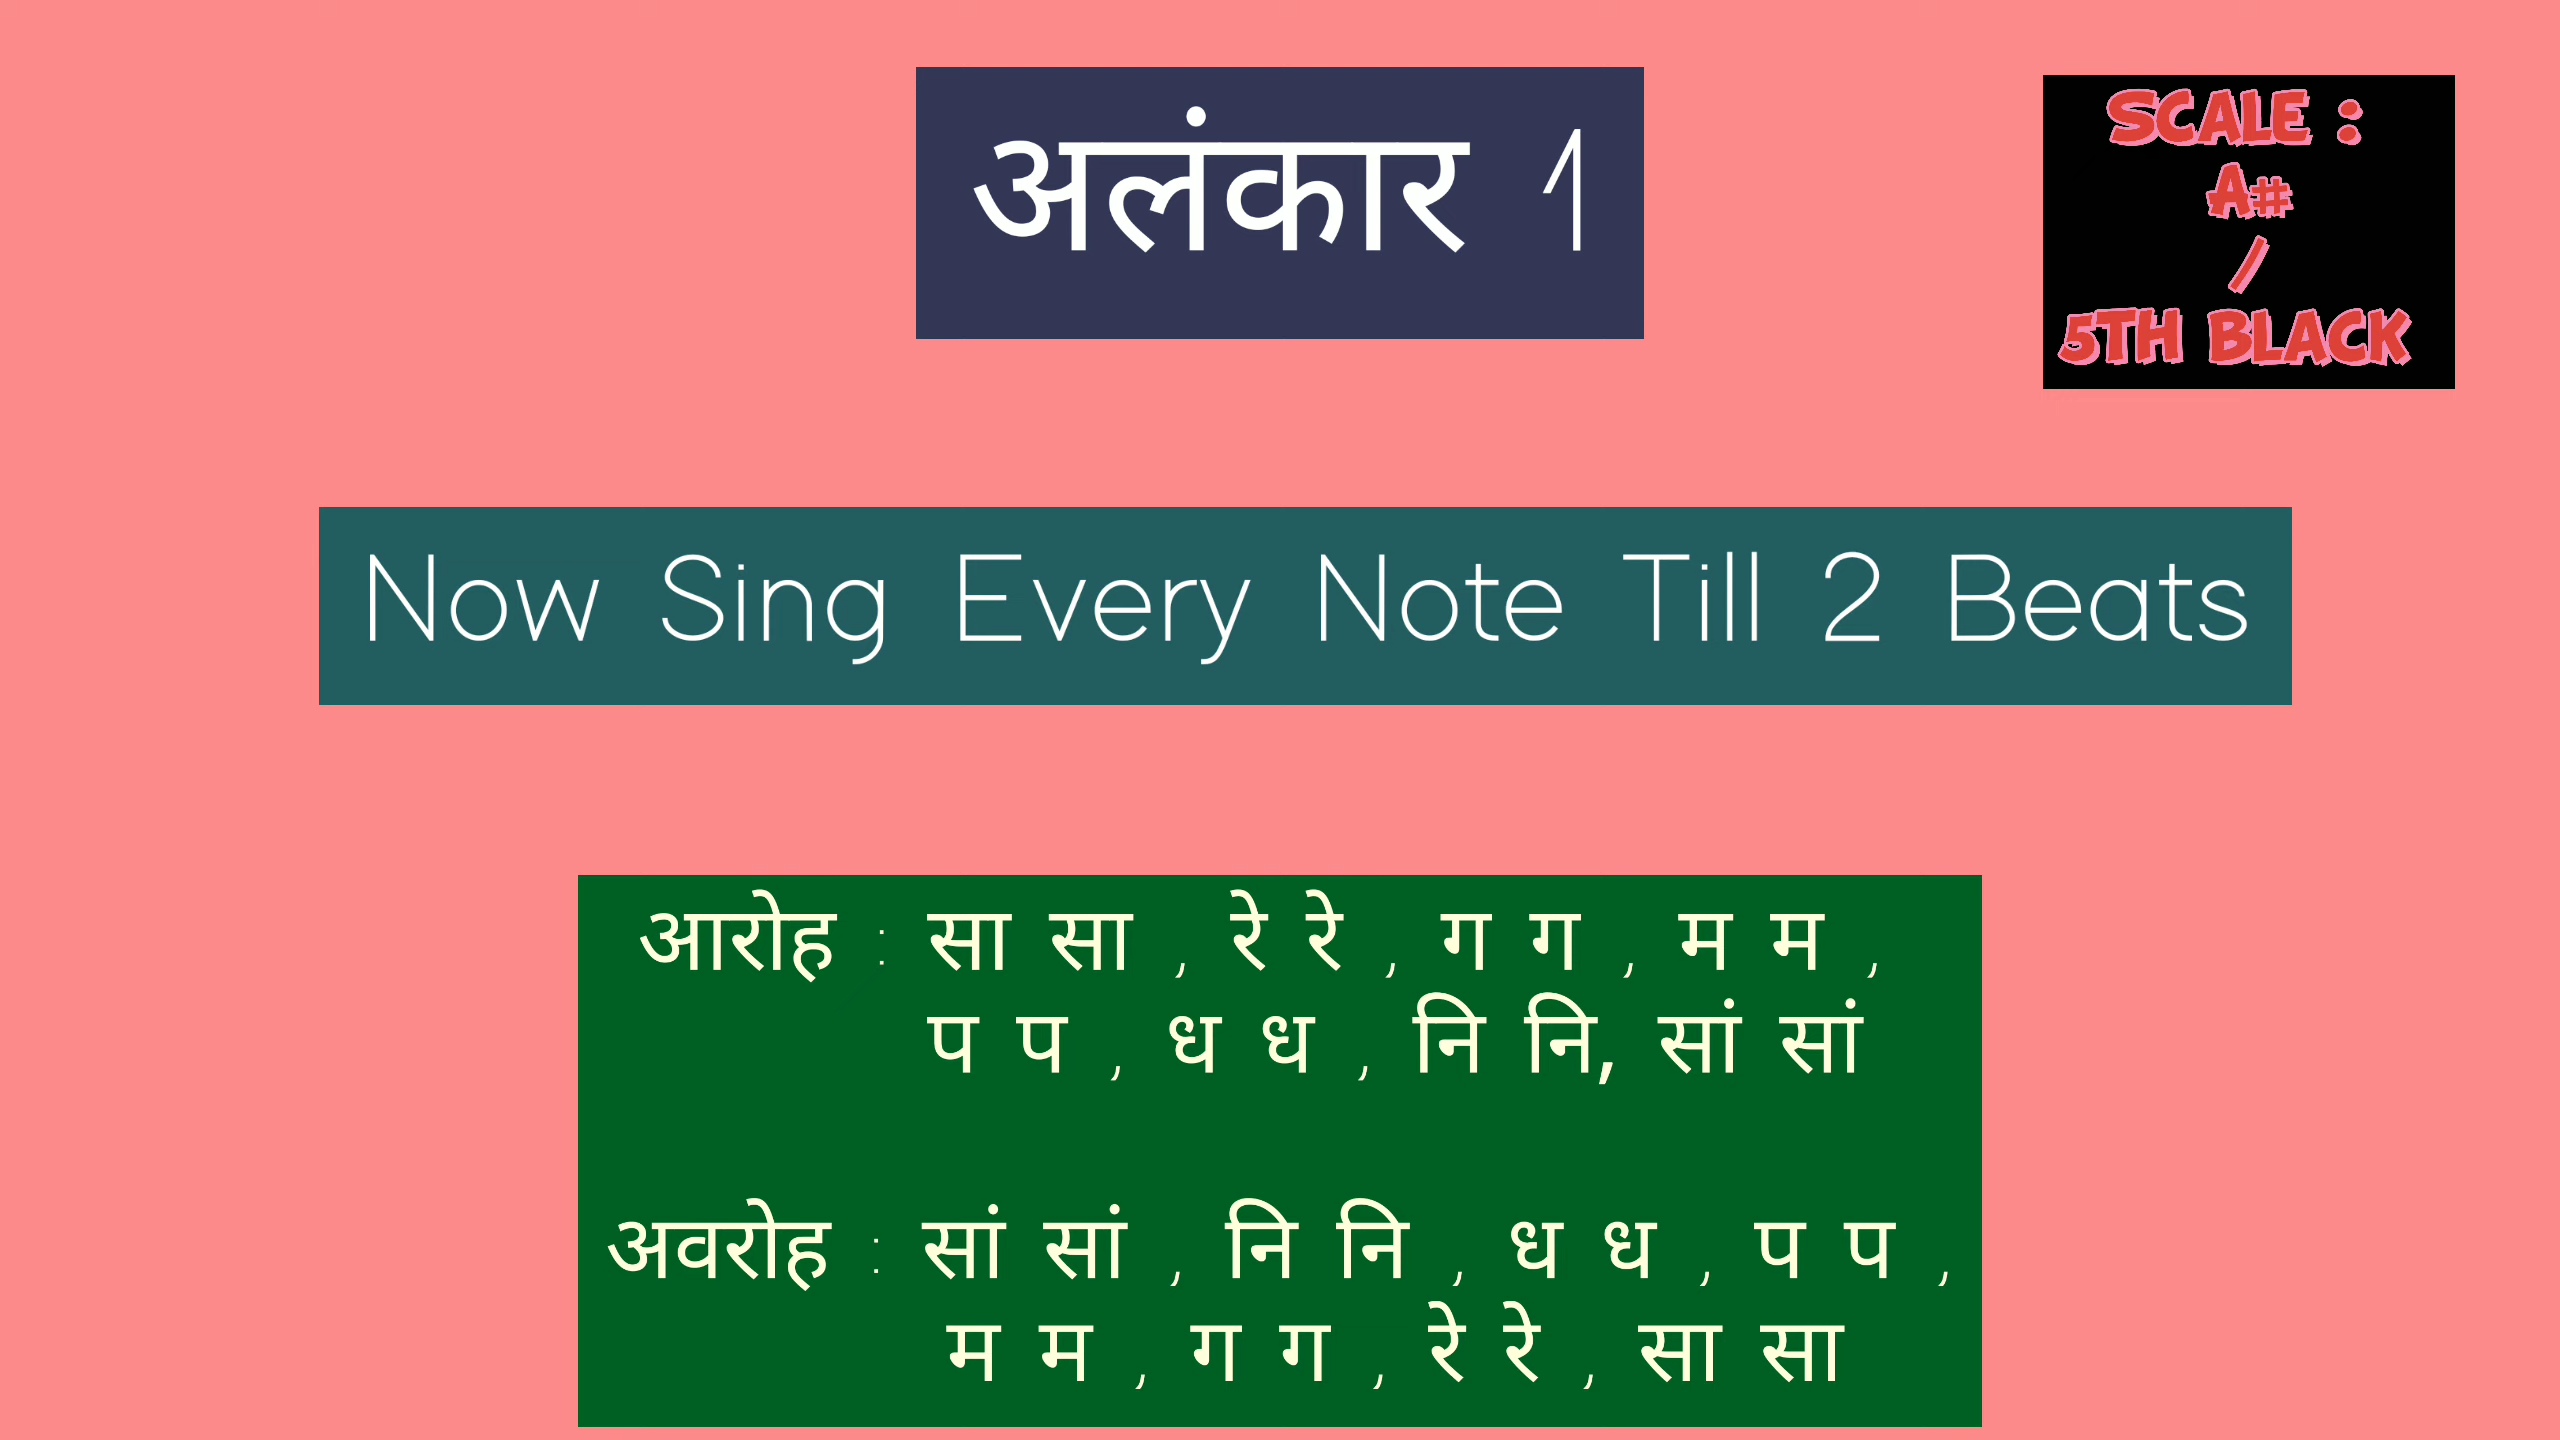 अलंकार 1
SCALE :
A#
/
5TH BLACK
Now Sing Every Note Till 2 Beats
आरोह : सा सा , रे रे , ग ग , म म ,
प प , ध ध , नि नि, सां सां
अवरोह : सां सां , नि नि , ध ध , प प ,
म म , ग ग , रे रे , सा सा